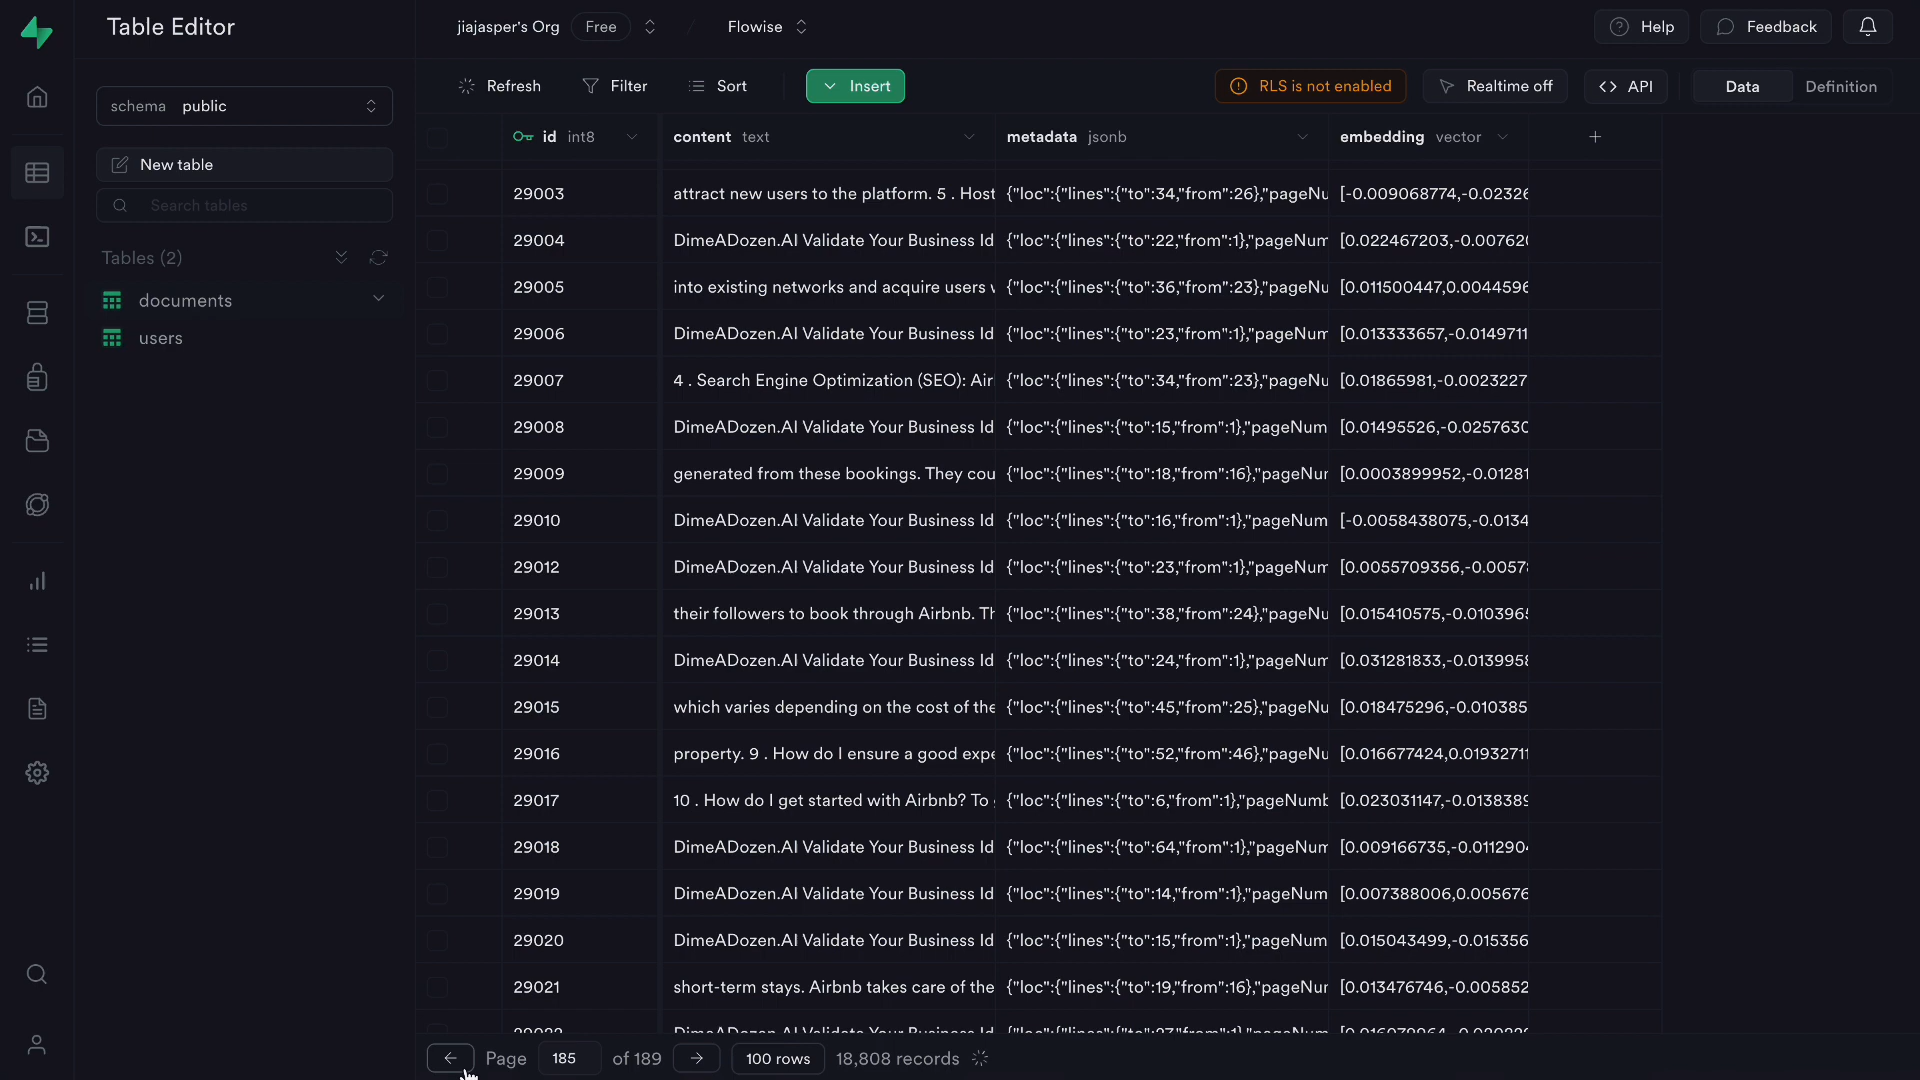 Table Editor
jiajasper's Org Free / Flowise
Help Feedback
schema public
New table
Search tables
Tables (2)
documents
users
Refresh Filter Sort Insert RLS is not enabled Realtime off API Data Definition
id int8 content text metadata jsonb embedding vector
29003 attract new users to the platform. 5 . Host {"loc":{"lines":{"to":34,"from":26},"pageNu [-0.009068774,-0.0232
29004 DimeADozen.AI Validate Your Business Id {"loc":{"lines":{"to":22,"from":1},"pageNum [0.022467203,-0.00762
29005 into existing networks and acquire users {"loc":{"lines":{"to":36,"from":23},"pageNu [0.011500447,0.0044596
29006 DimeADozen.AI Validate Your Business Id {"loc":{"lines":{"to":23,"from":1},"pageNum [0.013333657,-0.0149711
29007 4 . Search Engine Optimization (SEO): Air {"loc":{"lines":{"to":34,"from":23},"pageNu [0.01865981,-0.0023227
29008 DimeADozen.AI Validate Your Business Id {"loc":{"lines":{"to":15,"from":1},"pageNum [0.01495526,-0.025763
29009 generated from these bookings. They cou {"loc":{"lines":{"to":18,"from":16},"pageNu [0.0003899952,-0.01281
29010 DimeADozen.AI Validate Your Business Id {"loc":{"lines":{"to":16,"from":1},"pageNum [-0.0058438075,-0.0134
29012 DimeADozen.AI Validate Your Business Id {"loc":{"lines":{"to":23,"from":1},"pageNum [0.0055709356,-0.0057
29013 their followers to book through Airbnb. Th {"loc":{"lines":{"to":38,"from":24},"pageNu [0.015410575,-0.010396
29014 DimeADozen.AI Validate Your Business Id {"loc":{"lines":{"to":24,"from":1},"pageNum [0.031281833,-0.013995
29015 which varies depending on the cost of the {"loc":{"lines":{"to":45,"from":25},"pageNu [0.018475296,-0.010385
29016 property. 9 . How do I ensure a good expe {"loc":{"lines":{"to":52,"from":46},"pageNu [0.016677424,0.01932711
29017 10 . How do I get started with Airbnb? To {"loc":{"lines":{"to":6,"from":1},"pageNumb [0.023031147,-0.013838
29018 DimeADozen.AI Validate Your Business Id {"loc":{"lines":{"to":64,"from":1},"pageNum [0.009166735,-0.011290
29019 DimeADozen.AI Validate Your Business Id {"loc":{"lines":{"to":14,"from":1},"pageNum [0.007388006,0.005676
29020 DimeADozen.AI Validate Your Business Id {"loc":{"lines":{"to":15,"from":1},"pageNum [0.015043499,-0.015356
29021 short-term stays. Airbnb takes care of the {"loc":{"lines":{"to":19,"from":16},"pageNu [0.013476746,-0.005852
29022 DimeADozen.AI Validate Your Business Id {"loc":{"lines":{"to":27,"from":1},"pageNum
Page 185 of 189 100 rows 18,808 records